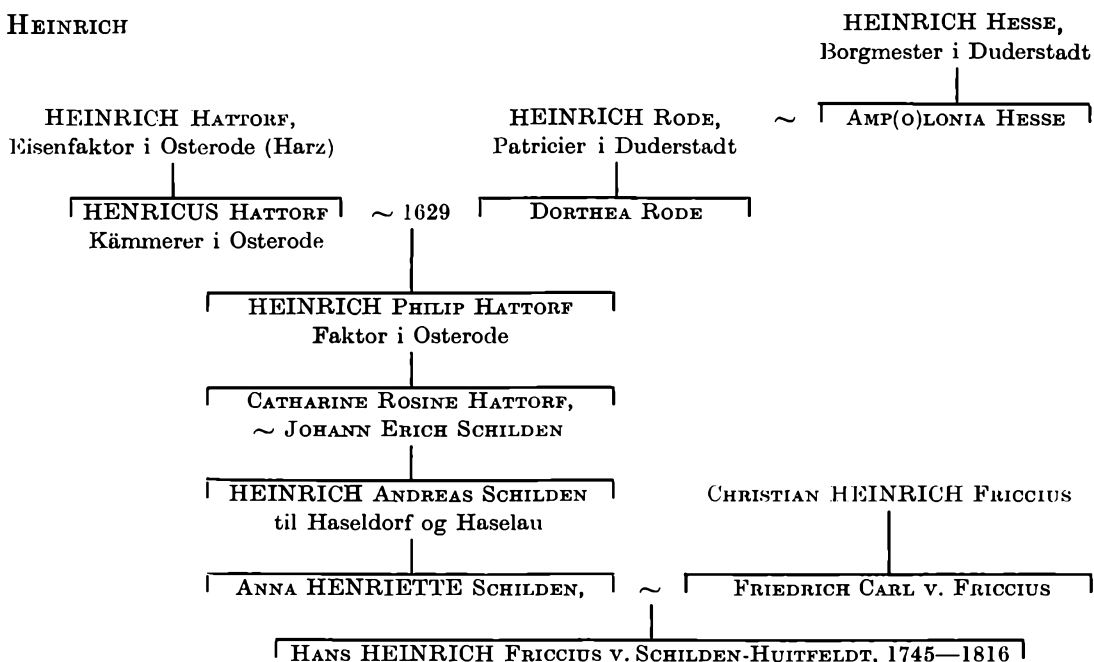 HEINRICH
HEINRICH HESSE,
Borgmester i Duderstadt
HEINRICH HATTORF,
Eisenfaktor i Osterode (Harz)
HEINRICH RODE,
Patricier i Duderstadt
~
AMP(O)LONIA HESSE
HENRICUS HATTORF
Kämmerer i Osterode
~ 1629
DORTHEA RODE
HEINRICH PHILIP HATTORF
Faktor i Osterode
CATHARINE ROSINE HATTORF,
~ JOHANN ERICH SCHILDEN
HEINRICH ANDREAS SCHILDEN
til Haseldorf og Haselau
CHRISTIAN HEINRICH FRICCIUS
ANNA HENRIETTE SCHILDEN,
~
FRIEDRICH CARL V. FRICCIUS
HANS HEINRICH FRICCIUS V. SCHILDEN-HUITFELDT, 1745—1816